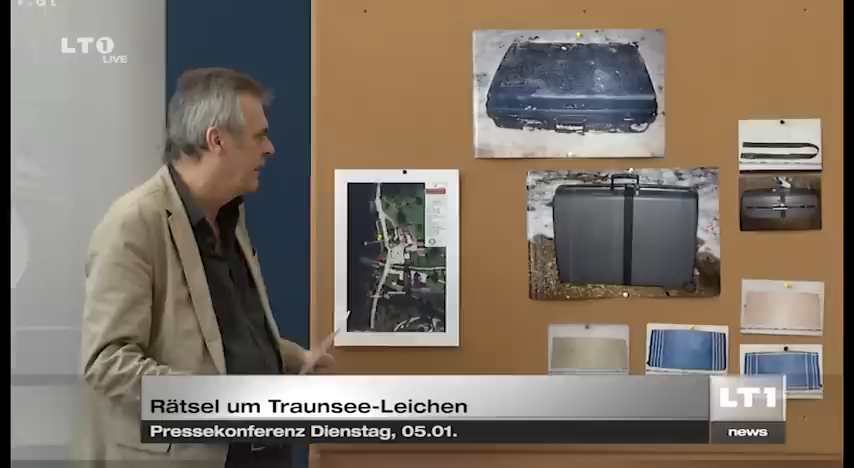 LT1
LIVE
Rätsel um Traunsee-Leichen
Pressekonferenz Dienstag, 05.01.
LT1
news